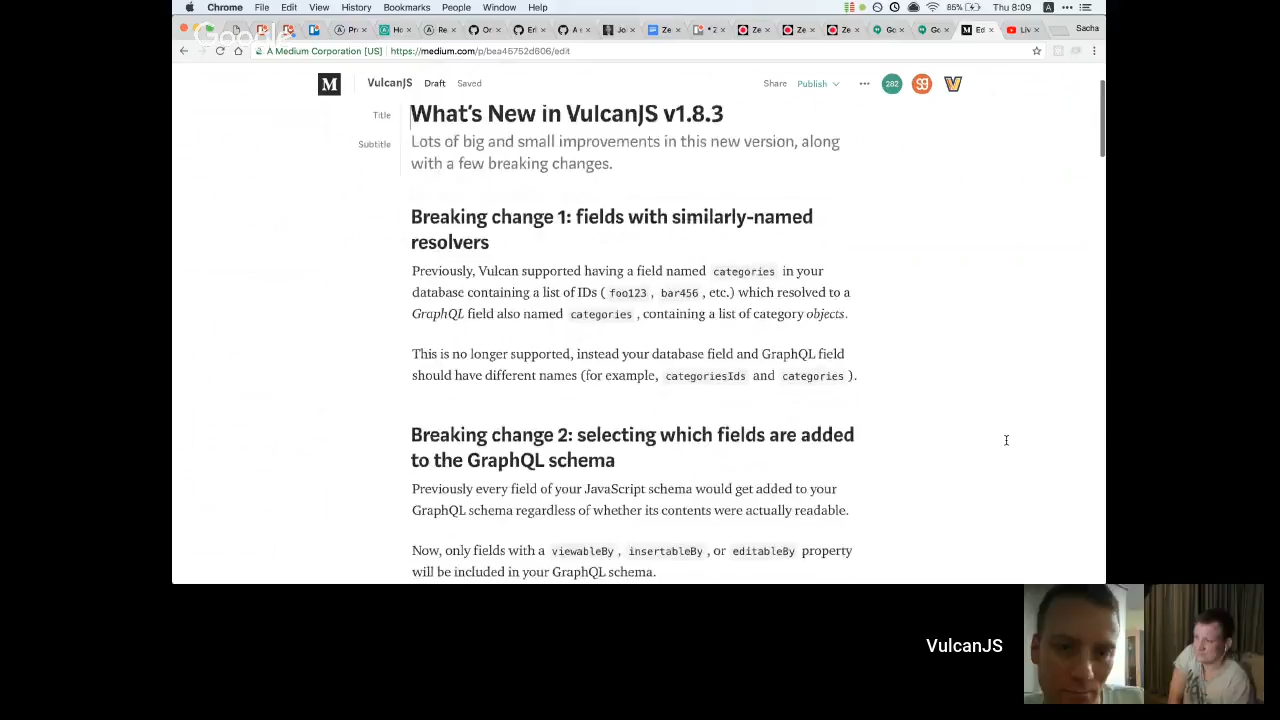 Chrome File Edit View History Bookmarks People Window Help 85% Thu 8:09 A
Google
Sacha
A Medium Corporation [US] https://medium.com/p/bea45752d606/edit
M VulcanJS Draft Saved Share Publish 282
Title What's New in VulcanJS v1.8.3
Subtitle Lots of big and small improvements in this new version, along
with a few breaking changes.
Breaking change 1: fields with similarly-named
resolvers
Previously, Vulcan supported having a field named categories in your
database containing a list of IDs ( foo123 , bar456 , etc.) which resolved to a
GraphQL field also named categories , containing a list of category objects.
This is no longer supported, instead your database field and GraphQL field
should have different names (for example, categoriesIds and categories ).
Breaking change 2: selecting which fields are added
to the GraphQL schema
Previously every field of your JavaScript schema would get added to your
GraphQL schema regardless of whether its contents were actually readable.
Now, only fields with a viewableBy , insertableBy , or editableBy property
will be included in your GraphQL schema.
VulcanJS